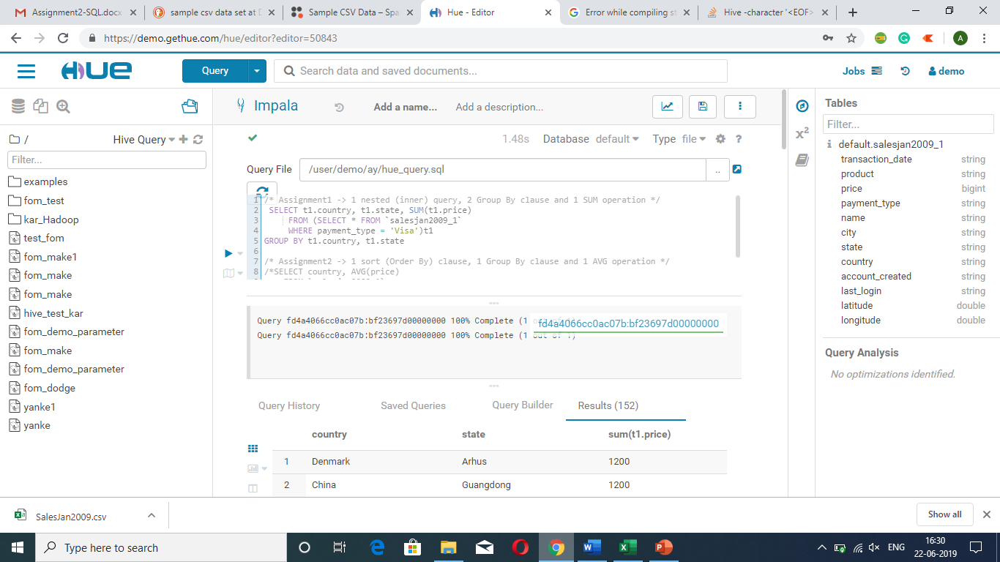 Assignment2-SQL.docx
sample csv data set at D
Sample CSV Data – Spa
Hue - Editor
Error while compiling st
Hive -character '<EOF>
https://demo.gethue.com/hue/editor?editor=50843
A
HUE
Query
Search data and saved documents...
Jobs
demo
Impala
Add a name...
Add a description...
/
Hive Query
Filter...
examples
fom_test
kar_Hadoop
test_fom
fom_make1
fom_make
fom_make
hive_test_kar
fom_demo_parameter
fom_make
fom_demo_parameter
fom_dodge
yanke1
yanke
1.48s
Database default
Type file
?
Query File
/user/demo/ay/hue_query.sql
..
1 /* Assignment1 -> 1 nested (inner) query, 2 Group By clause and 1 SUM operation */
2 SELECT t1.country, t1.state, SUM(t1.price)
3 FROM (SELECT * FROM `salesjan2009_1`
4 WHERE payment_type = 'Visa')t1
5 GROUP BY t1.country, t1.state
6
7 /* Assignment2 -> 1 sort (Order By) clause, 1 Group By clause and 1 AVG operation */
8 /*SELECT country, AVG(price)
Query fd4a4066cc0ac07b:bf23697d00000000 100% Complete (1
fd4a4066cc0ac07b:bf23697d00000000
Query fd4a4066cc0ac07b:bf23697d00000000 100% Complete (1 out of 1)
Query History
Saved Queries
Query Builder
Results (152)
country state sum(t1.price)
1 Denmark Arhus 1200
2 China Guangdong 1200
x²
Tables
Filter...
default.salesjan2009_1
transaction_date string
product string
price bigint
payment_type string
name string
city string
state string
country string
account_created string
last_login string
latitude double
longitude double
Query Analysis
No optimizations identified.
SalesJan2009.csv
Show all
Type here to search
ENG
16:30
22-06-2019